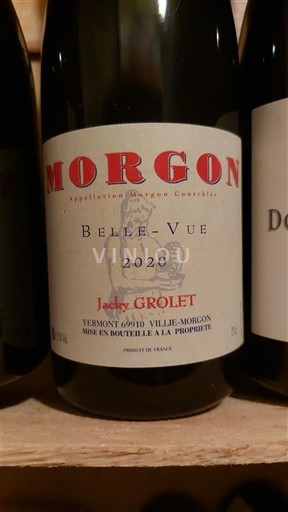 MORGON
Appellation Morgon Contrôlée
BELLE-VUE
VINIOU
2020
Jacky GROLET
VERMONT 69910 VILLIE-MORGON
MISE EN BOUTEILLE A LA PROPRIETE
PRODUIT DE FRANCE
Do